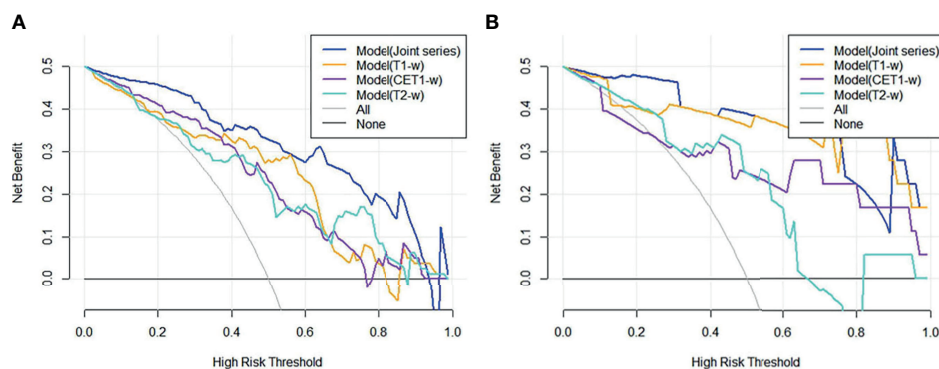 A
Model(Joint series)
Model(T1-w)
Model(CET1-w)
Model(T2-w)
All
None
Net Benefit
0.5
0.4
0.3
0.2
0.1
0.0
0.0 0.2 0.4 0.6 0.8 1.0
High Risk Threshold
B
Model(Joint series)
Model(T1-w)
Model(CET1-w)
Model(T2-w)
All
None
Net Benefit
0.5
0.4
0.3
0.2
0.1
0.0
0.0 0.2 0.4 0.6 0.8 1.0
High Risk Threshold